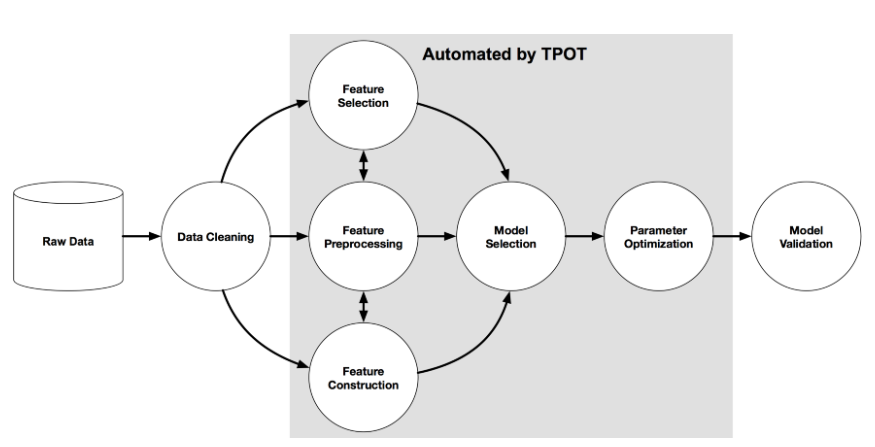 Automated by TPOT
Feature
Selection
Raw Data
Data Cleaning
Feature
Preprocessing
Model
Selection
Parameter
Optimization
Model
Validation
Feature
Construction